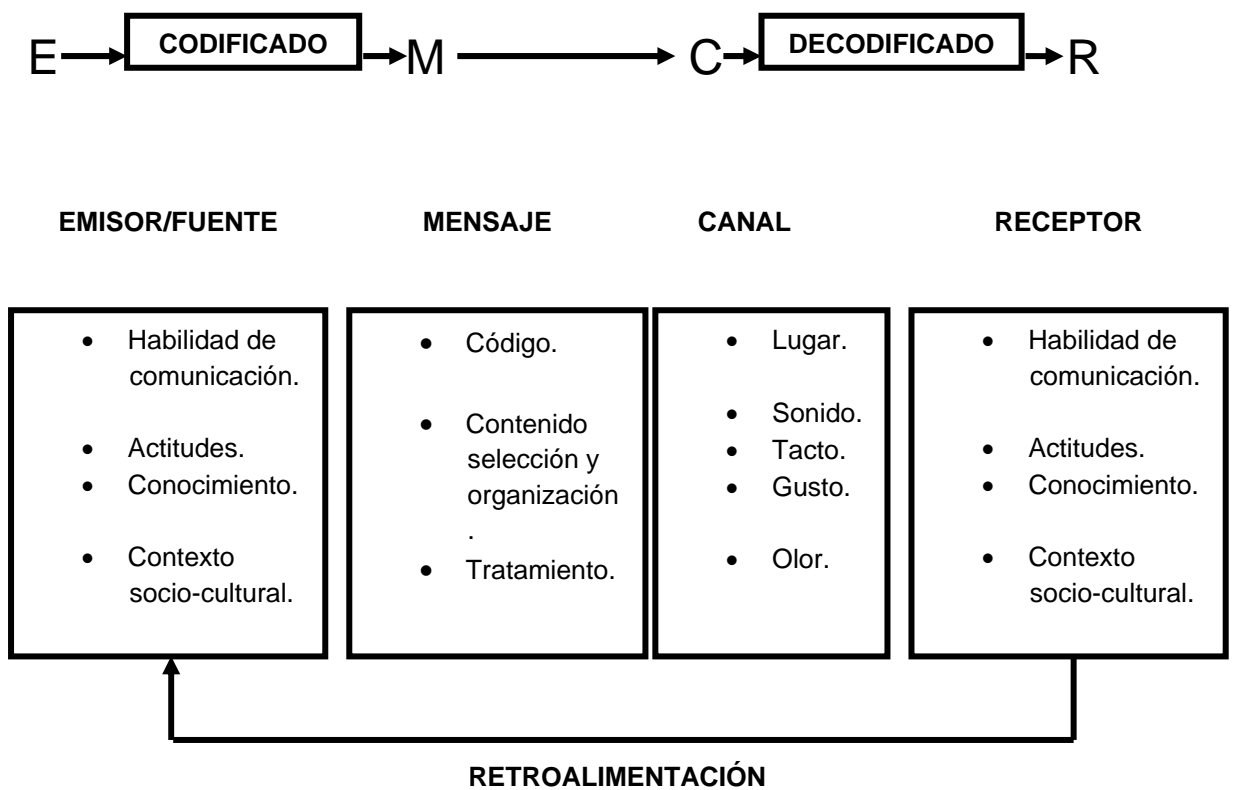 E CODIFICADO M C DECODIFICADO R
EMISOR/FUENTE MENSAJE CANAL RECEPTOR
• Habilidad de
comunicación.
• Actitudes.
• Conocimiento.
• Contexto
socio-cultural.
• Código.
• Contenido
selección y
organización
.
• Tratamiento.
• Lugar.
• Sonido.
• Tacto.
• Gusto.
• Olor.
• Habilidad de
comunicación.
• Actitudes.
• Conocimiento.
• Contexto
socio-cultural.
RETROALIMENTACIÓN